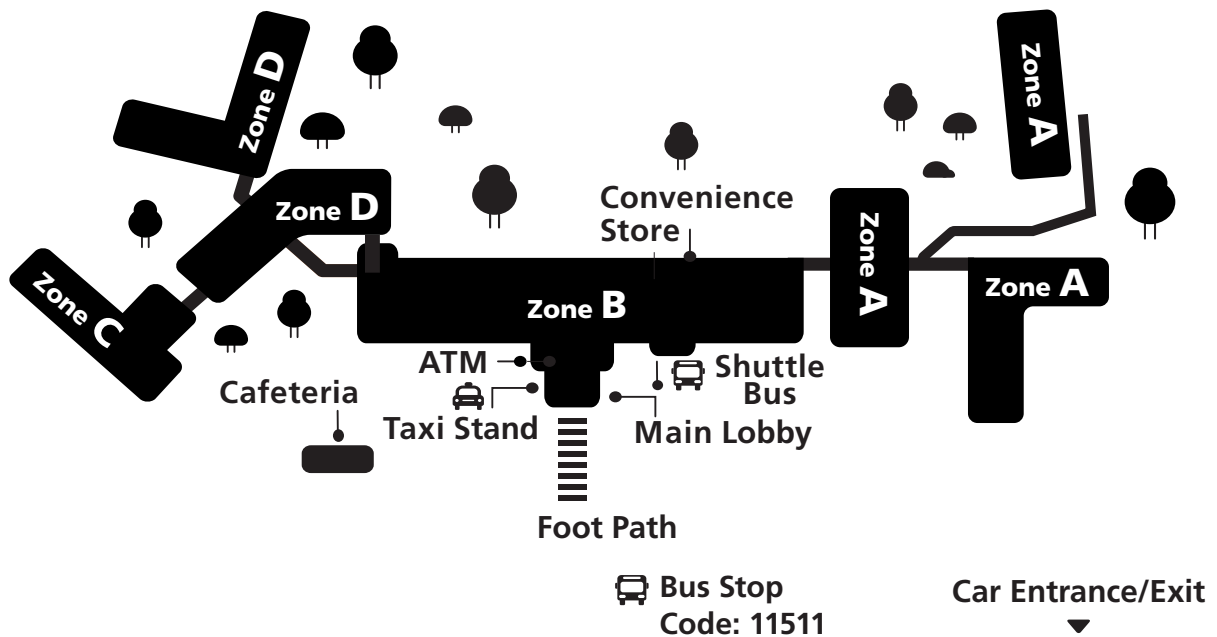 Zone D
Zone A
Convenience
Store
Zone D
Zone A
Zone C
Zone B
Zone A
ATM
Shuttle
Bus
Cafeteria
Taxi Stand
Main Lobby
Foot Path
Bus Stop
Code: 11511
Car Entrance/Exit